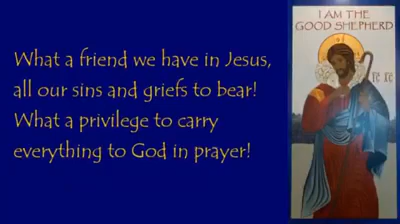 What a friend we have in Jesus,
all our sins and griefs to bear!
What a privilege to carry
everything to God in prayer!
I AM THE
GOOD SHEPHERD